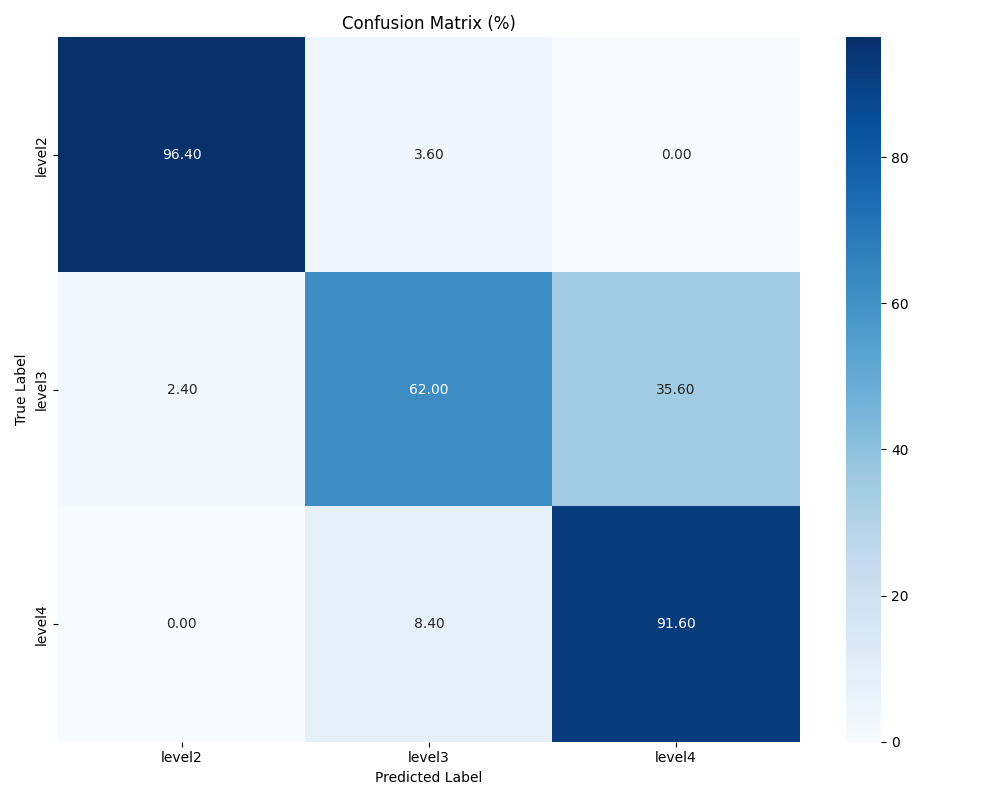 Confusion Matrix (%)
level2
96.40
3.60
0.00
80
60
True Label
level3
2.40
62.00
35.60
40
20
level4
0.00
8.40
91.60
0
level2
level3
level4
Predicted Label